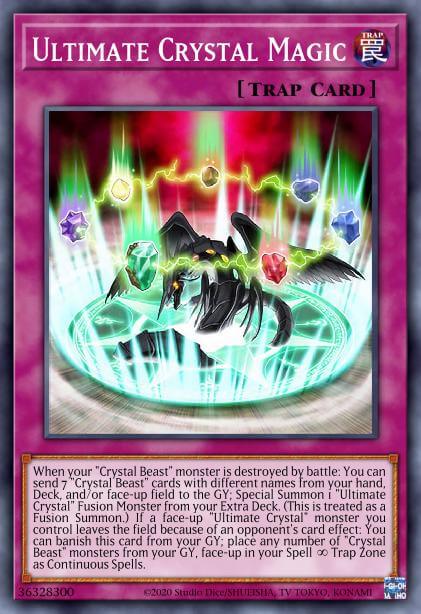 ULTIMATE CRYSTAL MAGIC
TRAP
罠
[TRAP CARD]
When your "Crystal Beast" monster is destroyed by battle: You can
send 7 "Crystal Beast" cards with different names from your hand,
Deck, and/or face-up field to the GY; Special Summon 1 "Ultimate
Crystal" Fusion Monster from your Extra Deck. (This is treated as a
Fusion Summon.) If a face-up "Ultimate Crystal" monster you
control leaves the field because of an opponent's card effect: You
can banish this card from your GY; place any number of "Crystal
Beast" monsters from your GY, face-up in your Spell ∞ Trap Zone
as Continuous Spells.
36328300
©2020 Studio Dice/SHUEISHA, TV TOKYO, KONAMI